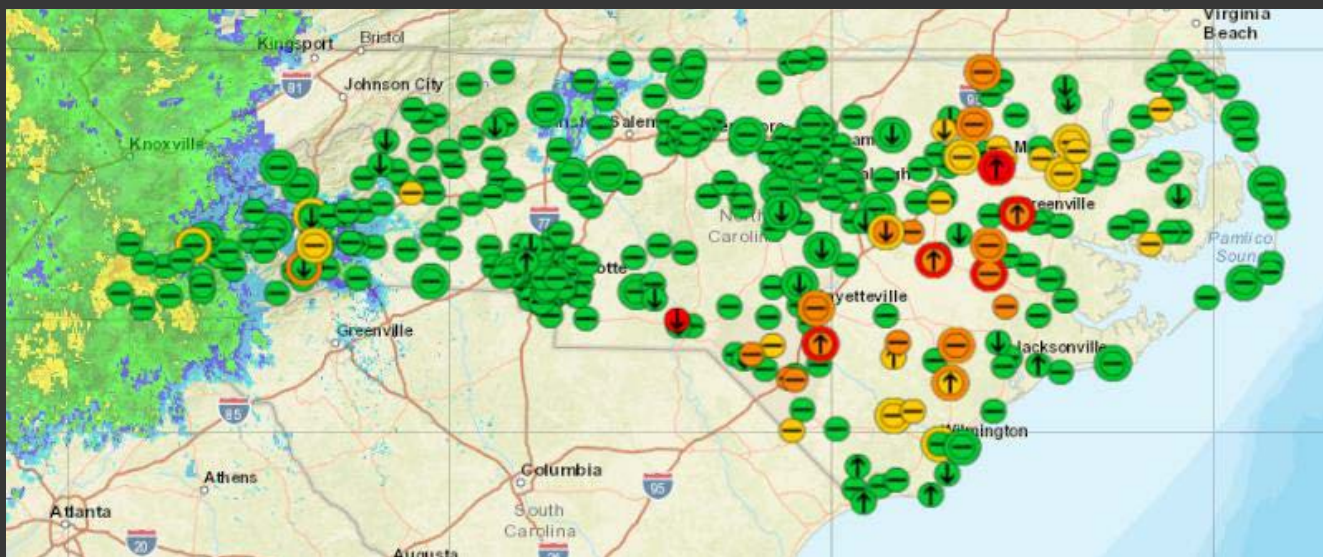 Virginia
Beach
Kingsport
Bristol
81
Johnson City
Knoxville
Salem
North
Carolina
77
Greenville
Pamlico
Sound
Fayetteville
Greenville
Jacksonville
85
Wilmington
Columbia
95
Athens
South
Carolina
Atlanta
20
Augusta
26